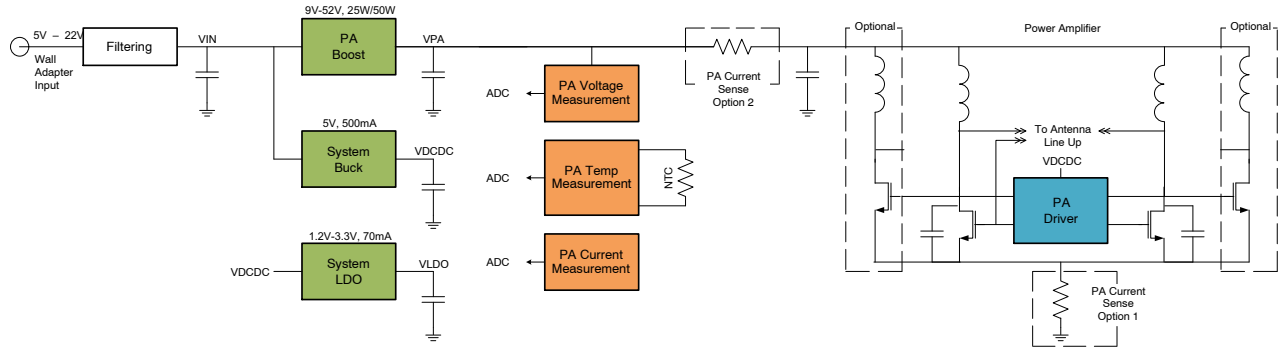 5V – 22V
Wall
Adapter
Input
Filtering
VIN
9V-52V, 25W/50W
PA
Boost
VPA
5V, 500mA
System
Buck
VDCDC
1.2V-3.3V, 70mA
VDCDC
System
LDO
VLDO
ADC
PA Voltage
Measurement
ADC
PA Temp
Measurement
NTC
ADC
PA Current
Measurement
PA Current
Sense
Option 2
Optional
Power Amplifier
Optional
To Antenna
Line Up
VDCDC
PA
Driver
PA Current
Sense
Option 1